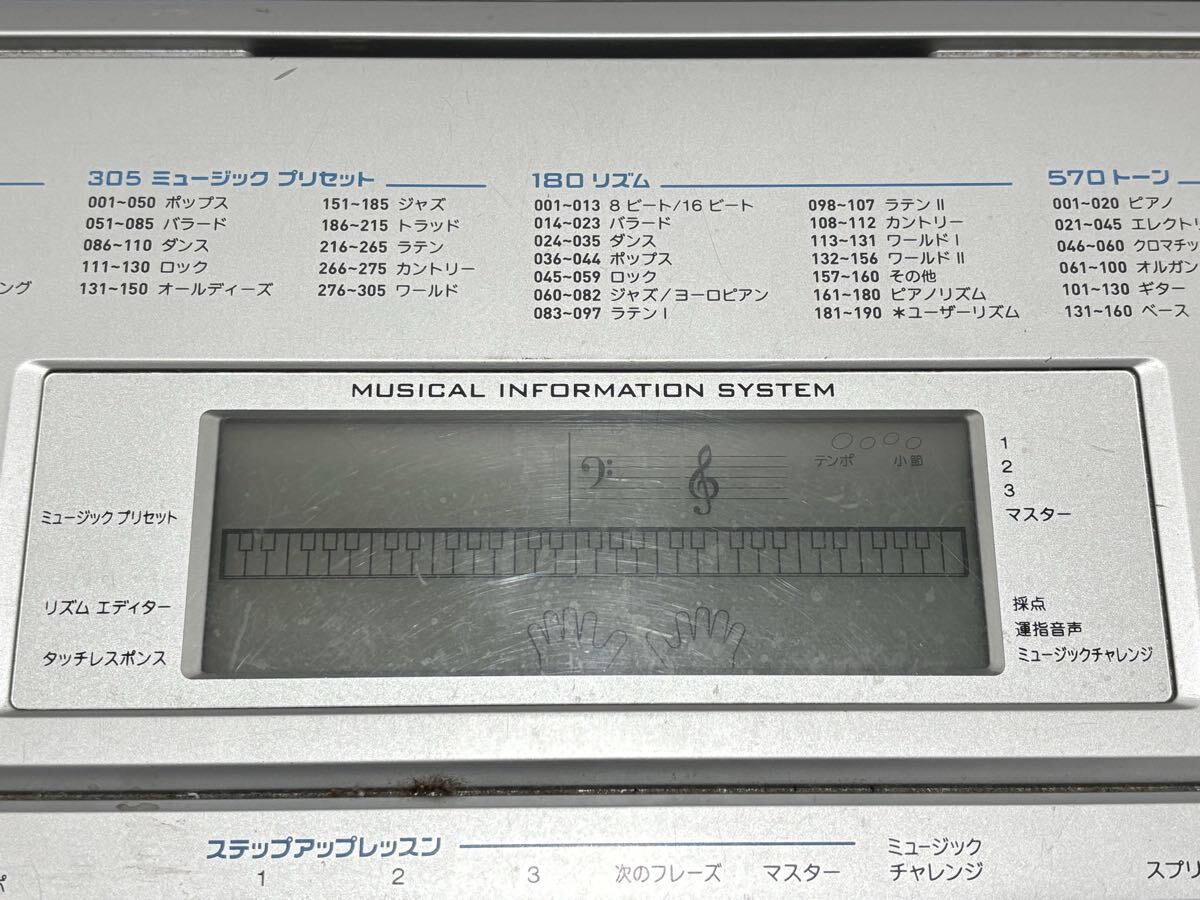 305 ミュージック プリセット
001~050 ポップス
051~085 バラード
086~110 ダンス
111~130 ロック
131~150 オールディーズ
151~185 ジャズ
186~215 トラッド
216~265 ラテン
266~275 カントリー
276~305 ワールド
180 リズム
001~013 8 ビート/16 ビート
014~023 バラード
024~035 ダンス
036~044 ポップス
045~059 ロック
060~082 ジャズ/ヨーロピアン
083~097 ラテン I
098~107 ラテン II
108~112 カントリー
113~131 ワールド I
132~156 ワールド II
157~160 その他
161~180 ピアノリズム
181~190 *ユーザーリズム
570 トーン
001~020 ピアノ
021~045 エレクトリ
046~060 クロマチッ
061~100 オルガン
101~130 ギター
131~160 ベース
ング
MUSICAL INFORMATION SYSTEM
テンポ 小節
ミュージック プリセット
リズム エディター
タッチレスポンス
1
2
3
マスター
採点
運指音声
ミュージックチャレンジ
ステップアップレッスン
1 2 3 次のフレーズ マスター
ミュージック
チャレンジ
スプリ